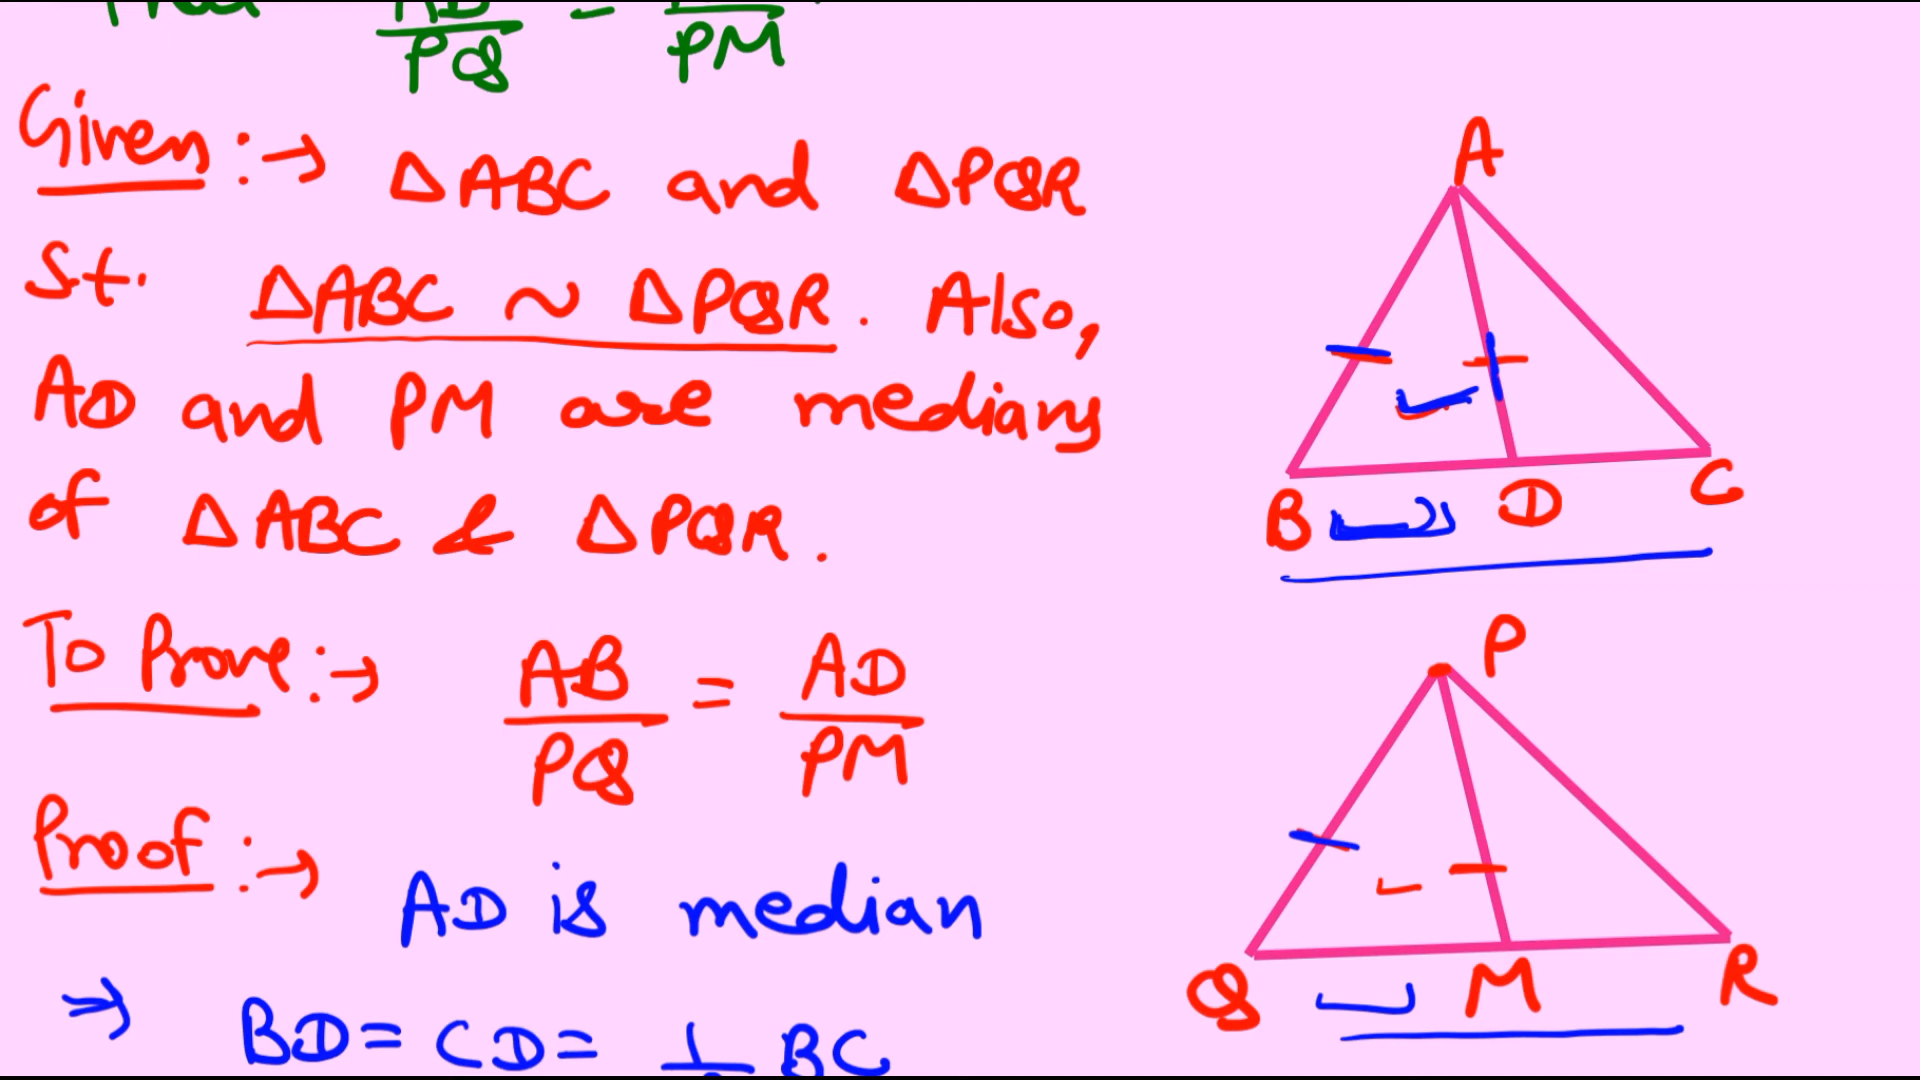 AB/PQ = /PM
Given :→ ΔABC and ΔPQR
St. ΔABC ~ ΔPQR. Also,
AD and PM are medians
of ΔABC & ΔPQR.
To Prove :→ AB/PQ = AD/PM
Proof :→ AD is median
⇒ BD = CD = 1/2 BC
A
B D C
P
Q M R